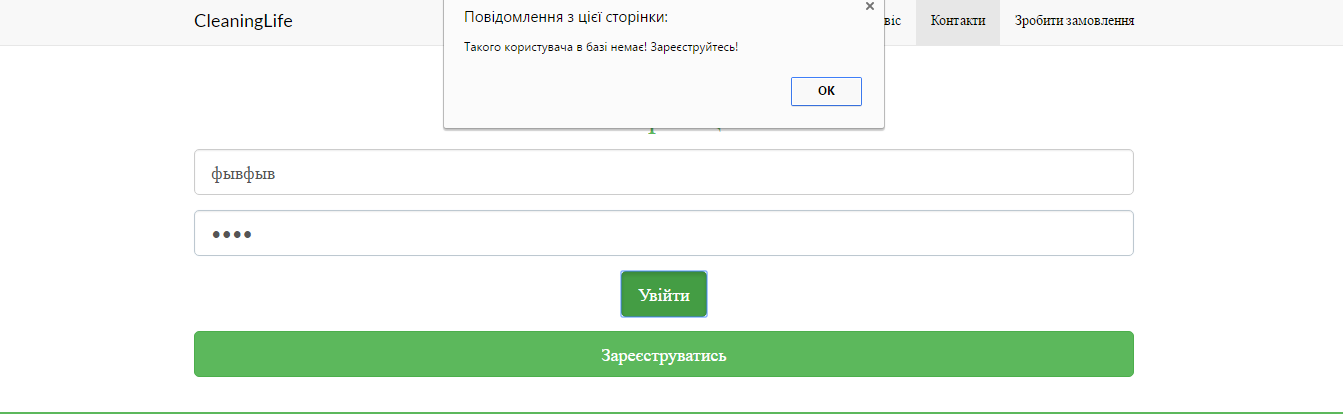 CleaningLife
Повідомлення з цієї сторінки:
Такого користувача в базі немає! Зареєструйтесь!
OK
Контакти
Зробити замовлення
фывфыв
Увійти
Зареєструватись